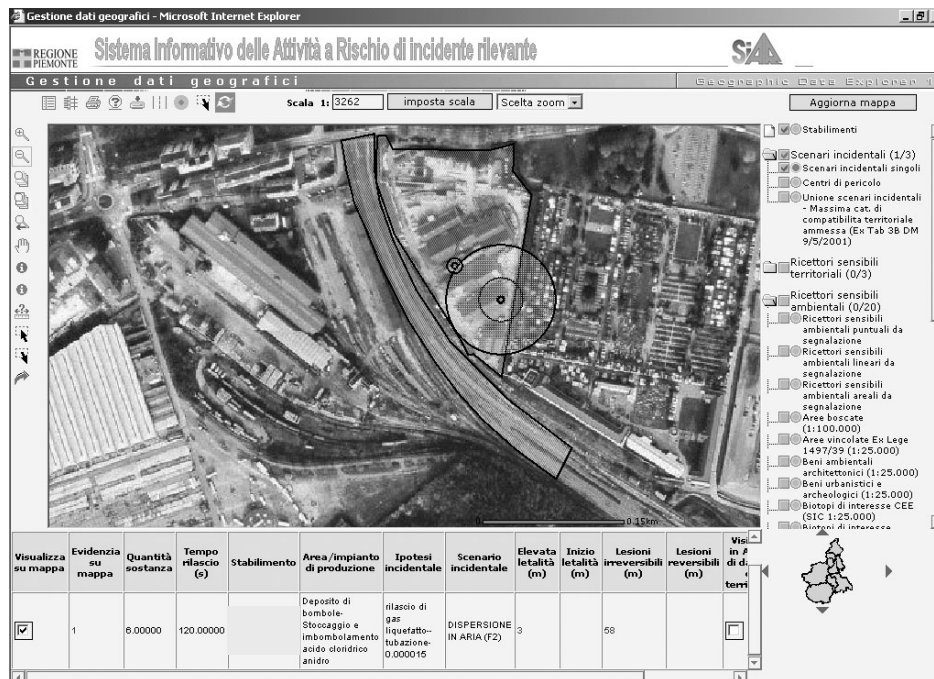 Gestione dati geografici - Microsoft Internet Explorer
REGIONE
PIEMONTE
Sistema Informativo delle Attività a Rischio di incidente rilevante
Gestione dati geografici
Geographic Data Explorer
Scala 1: 3262
imposta scala
Scelta zoom
Aggiorna mappa
Stabilimenti
Scenari incidentali (1/3)
Scenari incidentali singoli
Centri di pericolo
Unione scenari incidentali
- Massima cat. di
compatibilita territoriale
ammessa (Ex Tab 3B DM
9/5/2001)
Ricettori sensibili
territoriali (0/3)
Ricettori sensibili
ambientali (0/20)
Ricettori sensibili
ambientali puntuali da
segnalazione
Ricettori sensibili
ambientali lineari da
segnalazione
Ricettori sensibili
ambientali areali da
segnalazione
Aree boscate
(1:100.000)
Aree vincolate Ex Lege
1497/39 (1:25.000)
Beni ambientali
architettonici (1:25.000)
Beni urbanistici e
archeologici (1:25.000)
Biotopi di interesse CEE
(SIC 1:25.000)
Biotopi di interesse
0 0.15km
Visualizza
su mappa
Evidenzia
su
mappa
Quantità
sostanza
Tempo
rilascio
(s)
Stabilimento
Area/impianto
di produzione
Ipotesi
incidentale
Scenario
incidentale
Elevata
letalità
(m)
Inizio
letalità
(m)
Lesioni
irreversibili
(m)
Lesioni
reversibili
(m)
1
6.00000
120.00000
Deposito di
bombole-
Stoccaggio e
imbombolamento
acido cloridrico
anidro
rilascio di
gas
liquefatto--
tubazione-
0.000015
DISPERSIONE
IN ARIA (F2)
3
58